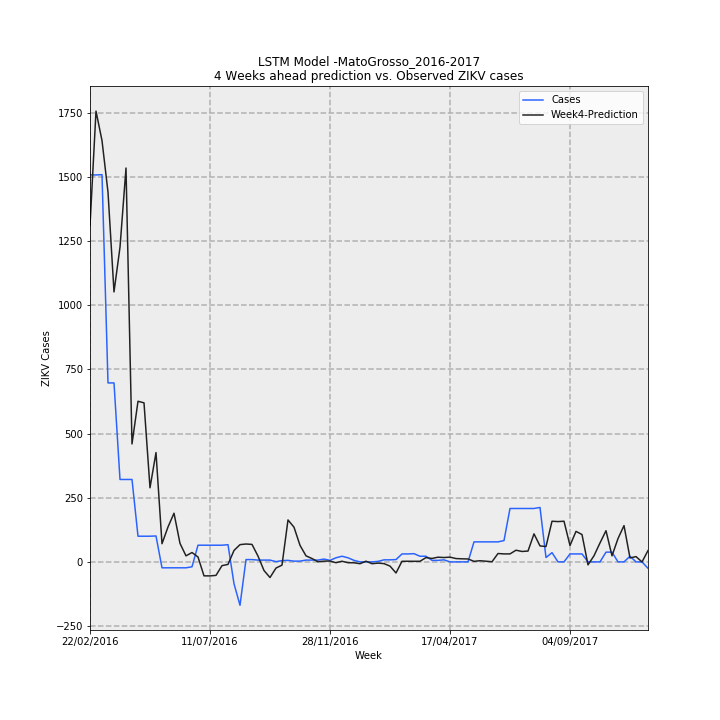 LSTM Model -MatoGrosso_2016-2017
4 Weeks ahead prediction vs. Observed ZIKV cases
Cases
Week4-Prediction
1750
1500
1250
1000
750
500
250
0
−250
ZIKV Cases
22/02/2016
11/07/2016
28/11/2016
17/04/2017
04/09/2017
Week